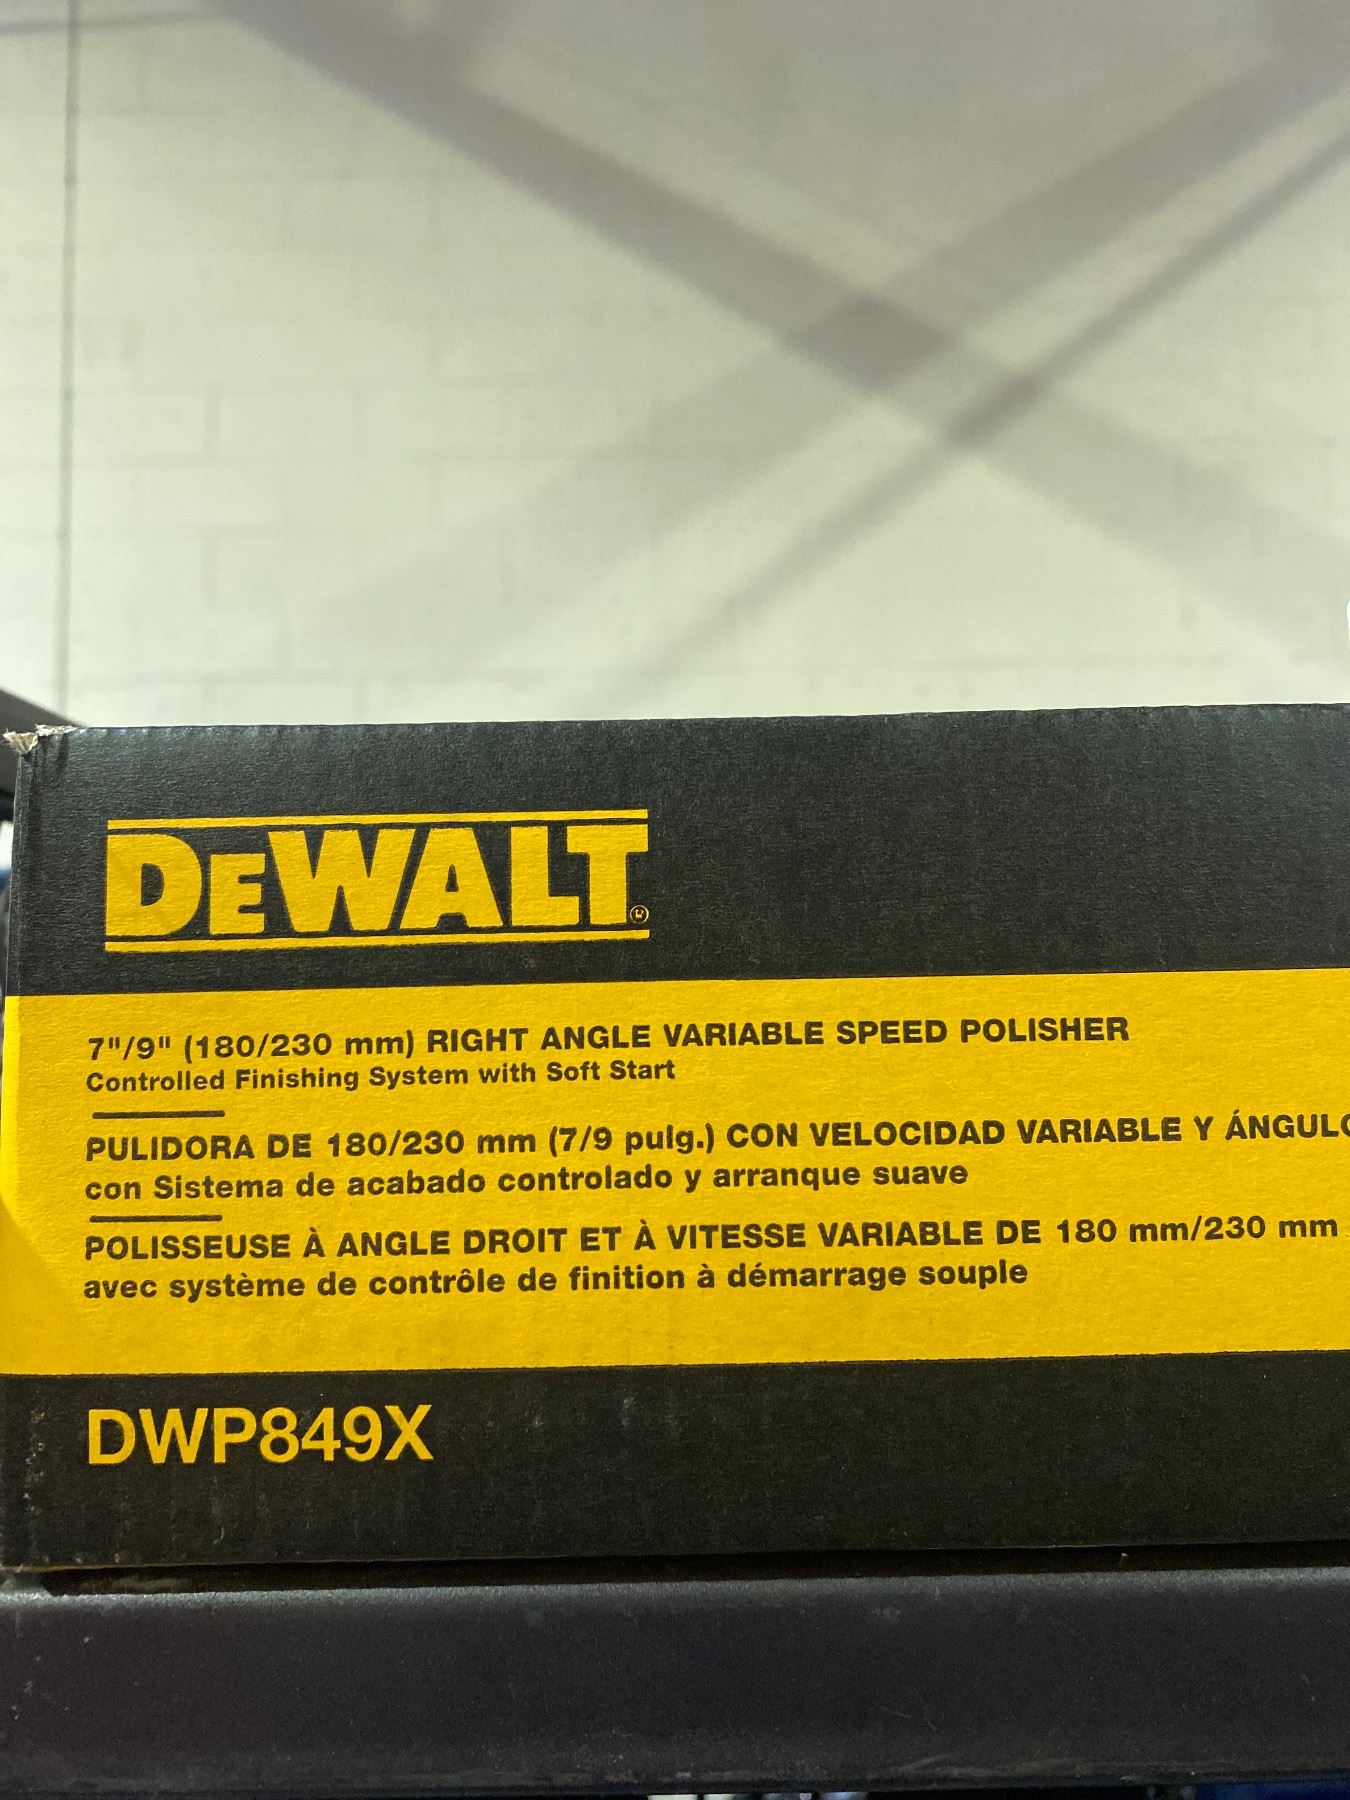 DEWALT®
7"/9" (180/230 mm) RIGHT ANGLE VARIABLE SPEED POLISHER
Controlled Finishing System with Soft Start
PULIDORA DE 180/230 mm (7/9 pulg.) CON VELOCIDAD VARIABLE Y ÁNGULO
con Sistema de acabado controlado y arranque suave
POLISSEUSE À ANGLE DROIT ET À VITESSE VARIABLE DE 180 mm/230 mm
avec système de contrôle de finition à démarrage souple
DWP849X